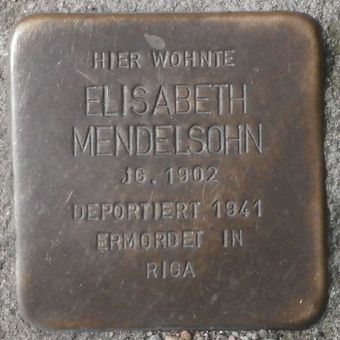 HIER WOHNTE
ELISABETH
MENDELSOHN
JG. 1902
DEPORTIERT 1941
ERMORDET IN
RIGA